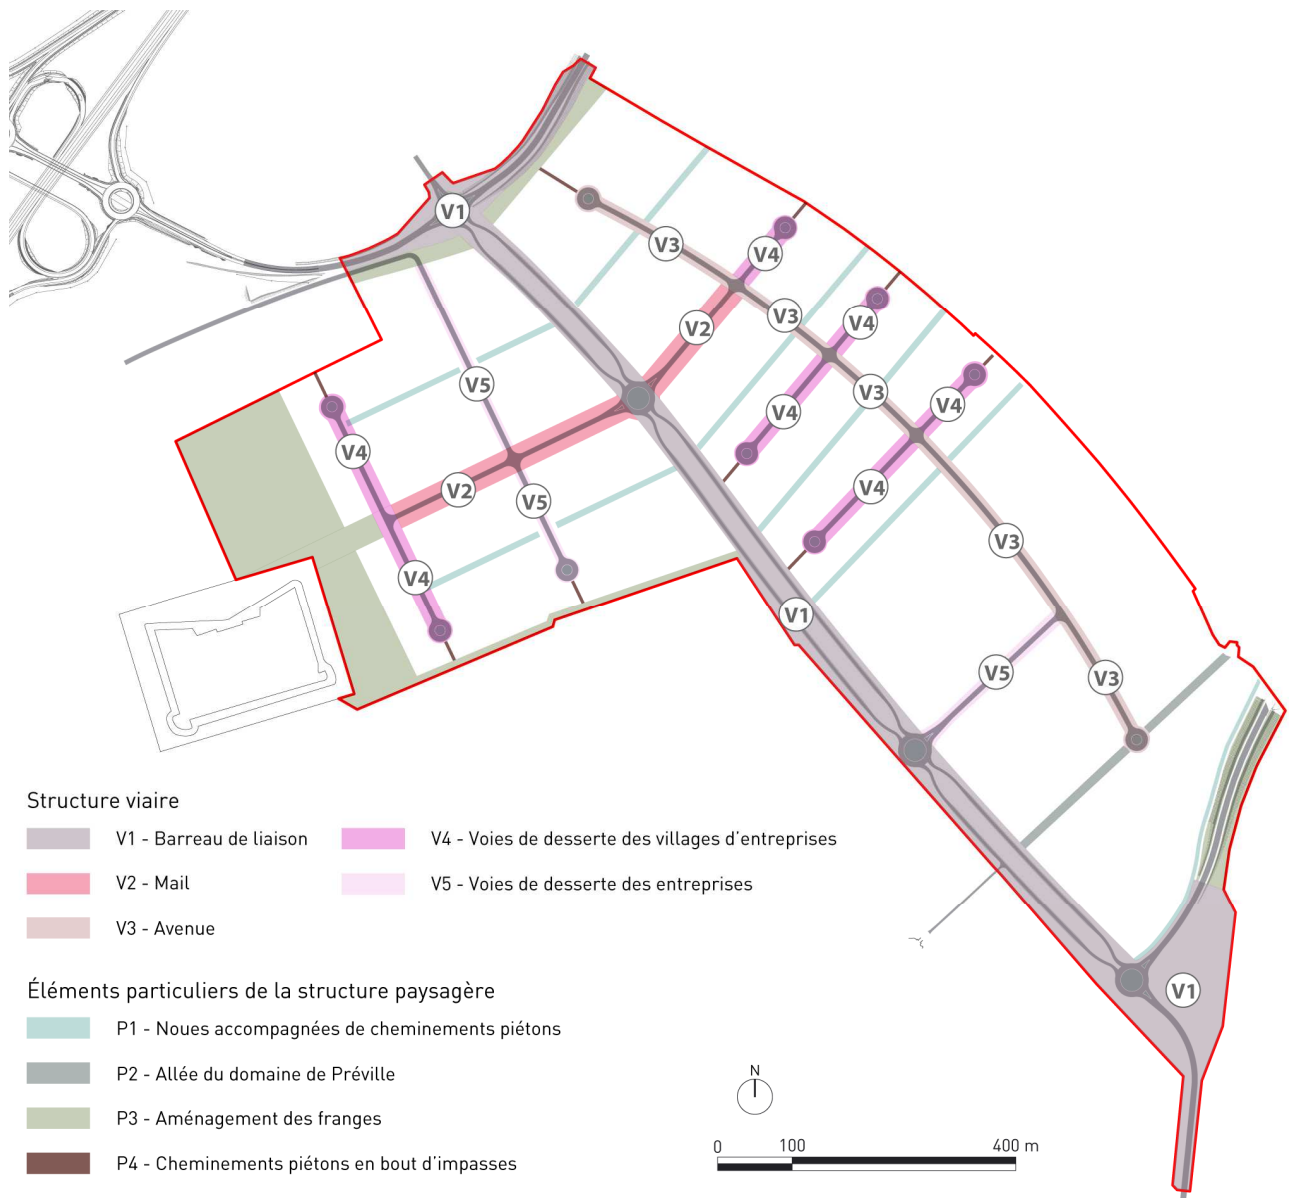 V1
V3
V4
V3
V2
V4
V5
V3
V4
V4
V4
V4
V2
V5
V4
V3
V4
V1
V5
V3
V1
Structure viaire
V1 - Barreau de liaison
V2 - Mail
V3 - Avenue
V4 - Voies de desserte des villages d'entreprises
V5 - Voies de desserte des entreprises
Éléments particuliers de la structure paysagère
P1 - Noues accompagnées de cheminements piétons
P2 - Allée du domaine de Préville
P3 - Aménagement des franges
P4 - Cheminements piétons en bout d'impasses
N
0 100 400 m